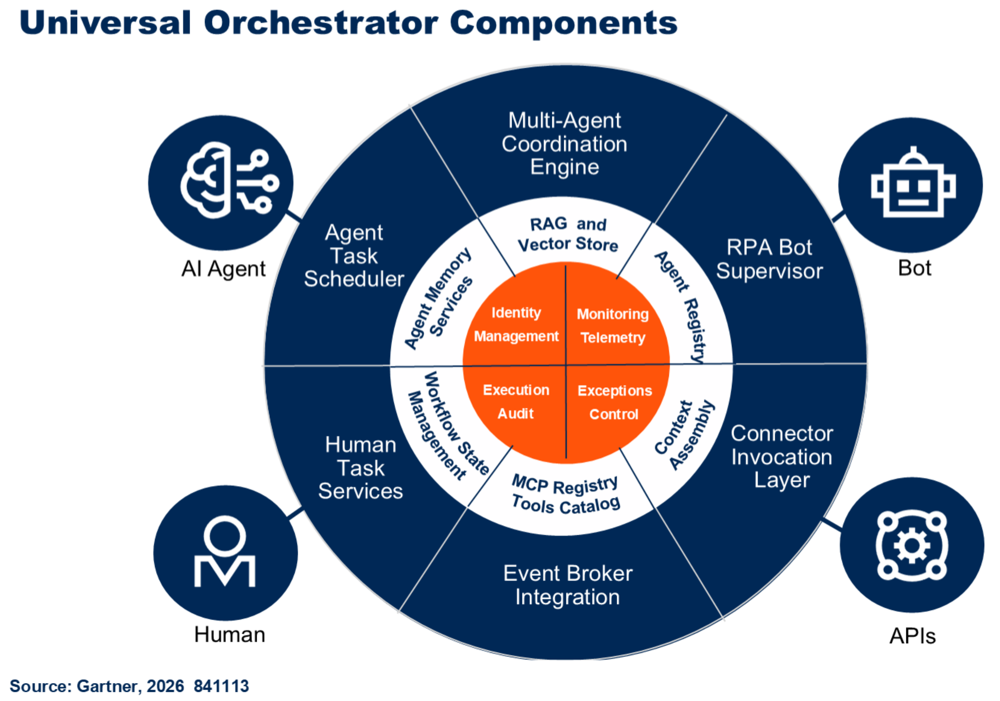 Universal Orchestrator Components
Multi-Agent
Coordination
Engine
RAG and
Vector Store
AI Agent
Agent
Task
Scheduler
Agent Memory
Services
Agent Registry
RPA Bot
Supervisor
Bot
Identity
Management
Monitoring
Telemetry
Execution
Audit
Exceptions
Control
Human
Task
Services
Workflow State
Management
Context
Assembly
Connector
Invocation
Layer
MCP Registry
Tools Catalog
Event Broker
Integration
Human
APIs
Source: Gartner, 2026 841113